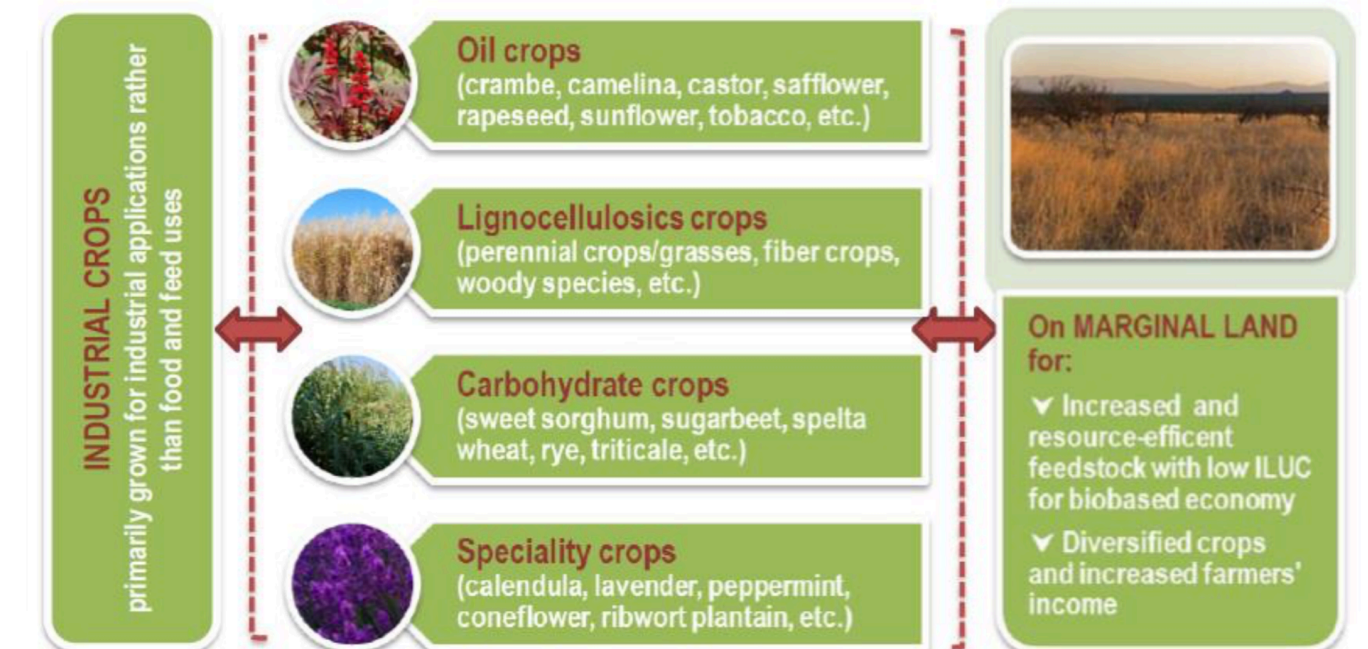 INDUSTRIAL CROPS
primarily grown for industrial applications rather
than food and feed uses
Oil crops
(crambe, camelina, castor, safflower,
rapeseed, sunflower, tobacco, etc.)
Lignocellulosics crops
(perennial crops/grasses, fiber crops,
woody species, etc.)
Carbohydrate crops
(sweet sorghum, sugarbeet, spelta
wheat, rye, triticale, etc.)
Speciality crops
(calendula, lavender, peppermint,
coneflower, ribwort plantain, etc.)
On MARGINAL LAND
for:
Increased and
resource-efficent
feedstock with low ILUC
for biobased economy
Diversified crops
and increased farmers'
income